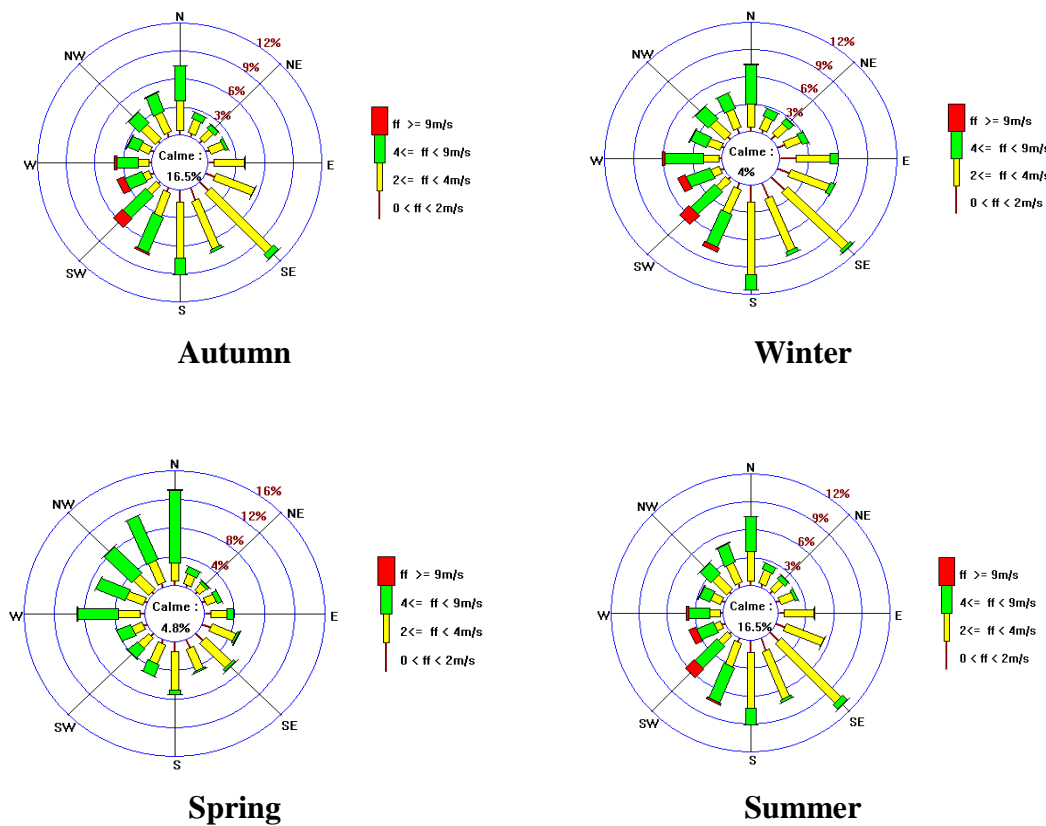 N
12%
NE
9%
6%
3%
NW
W
Calme :
16.5%
E
SW
S
SE
ff >= 9m/s
4<= ff < 9m/s
2<= ff < 4m/s
0 < ff < 2m/s
Autumn
N
12%
NE
9%
6%
3%
NW
W
Calme :
4%
E
SW
S
SE
ff >= 9m/s
4<= ff < 9m/s
2<= ff < 4m/s
0 < ff < 2m/s
Winter
N
16%
NE
12%
8%
4%
NW
W
Calme :
4.8%
E
SW
S
SE
ff >= 9m/s
4<= ff < 9m/s
2<= ff < 4m/s
0 < ff < 2m/s
Spring
N
12%
NE
9%
6%
3%
NW
W
Calme :
16.5%
E
SW
S
SE
ff >= 9m/s
4<= ff < 9m/s
2<= ff < 4m/s
0 < ff < 2m/s
Summer